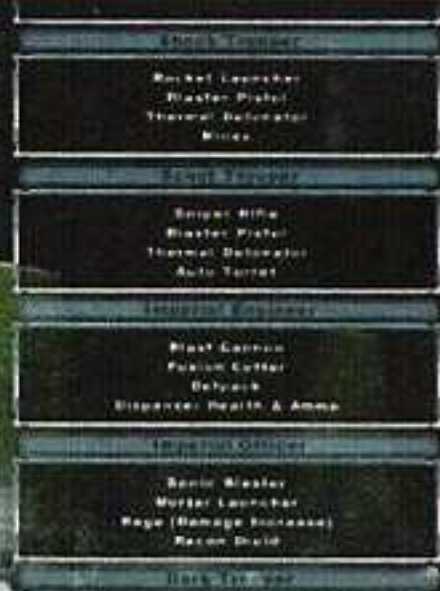 Shock Trooper
Rocket Launcher
Blaster Pistol
Thermal Detonator
Mines
Scout Trooper
Sniper Rifle
Blaster Pistol
Thermal Detonator
Auto Turret
Imperial Engineer
Blast Cannon
Fusion Cutter
Detpack
Dispenser Health & Ammo
Imperial Officer
Sonic Blaster
Mortar Launcher
Rage (Damage Increase)
Recon Droid
Dark Trooper